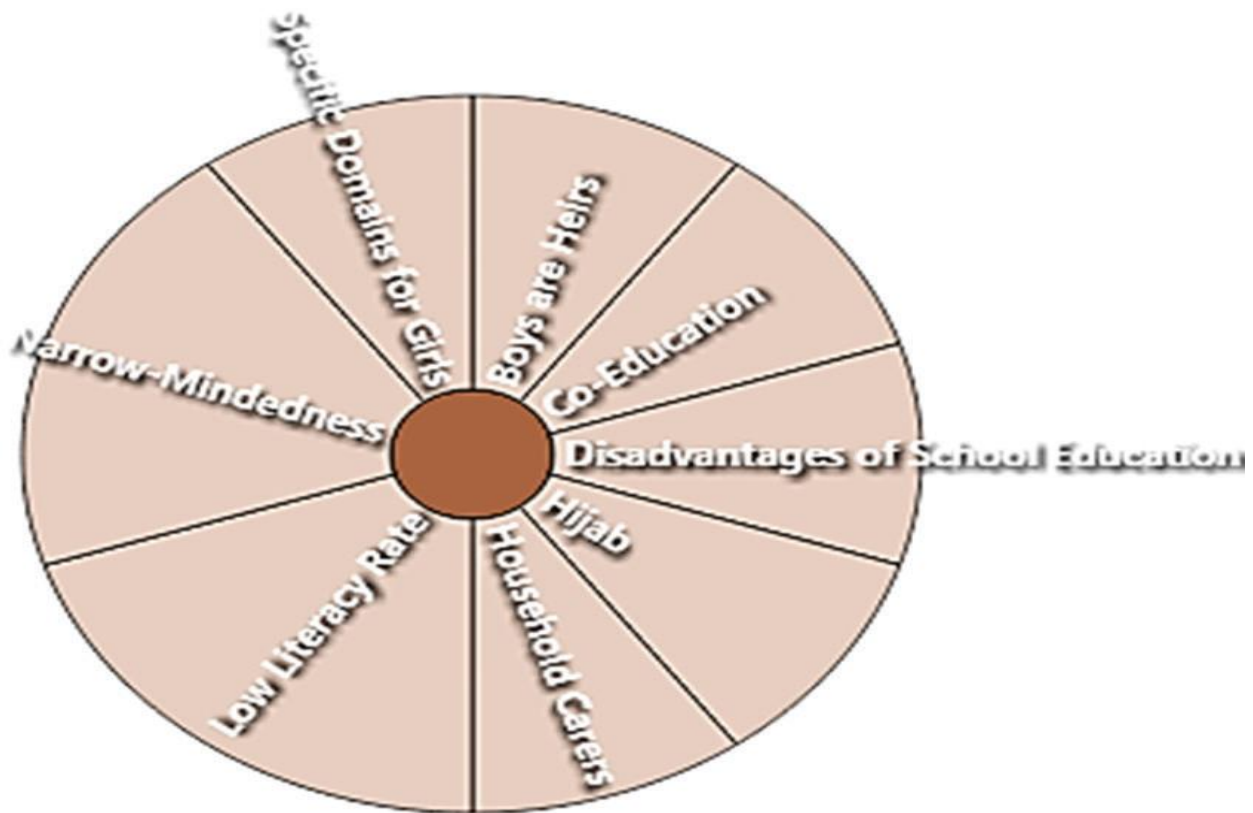 Specific Domains for Girls
Boys are Heirs
Co-Education
Disadvantages of School Education
Hijab
Household Carers
Low Literacy Rate
Narrow-Mindedness